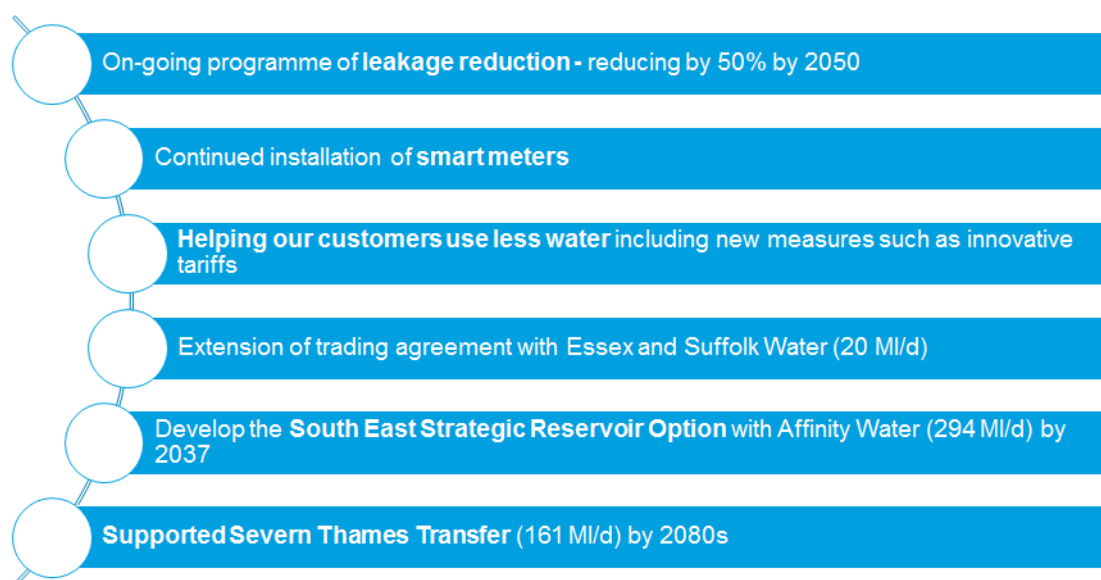 On-going programme of leakage reduction - reducing by 50% by 2050
Continued installation of smart meters
Helping our customers use less water including new measures such as innovative
tariffs
Extension of trading agreement with Essex and Suffolk Water (20 Ml/d)
Develop the South East Strategic Reservoir Option with Affinity Water (294 Ml/d) by
2037
Supported Severn Thames Transfer (161 Ml/d) by 2080s